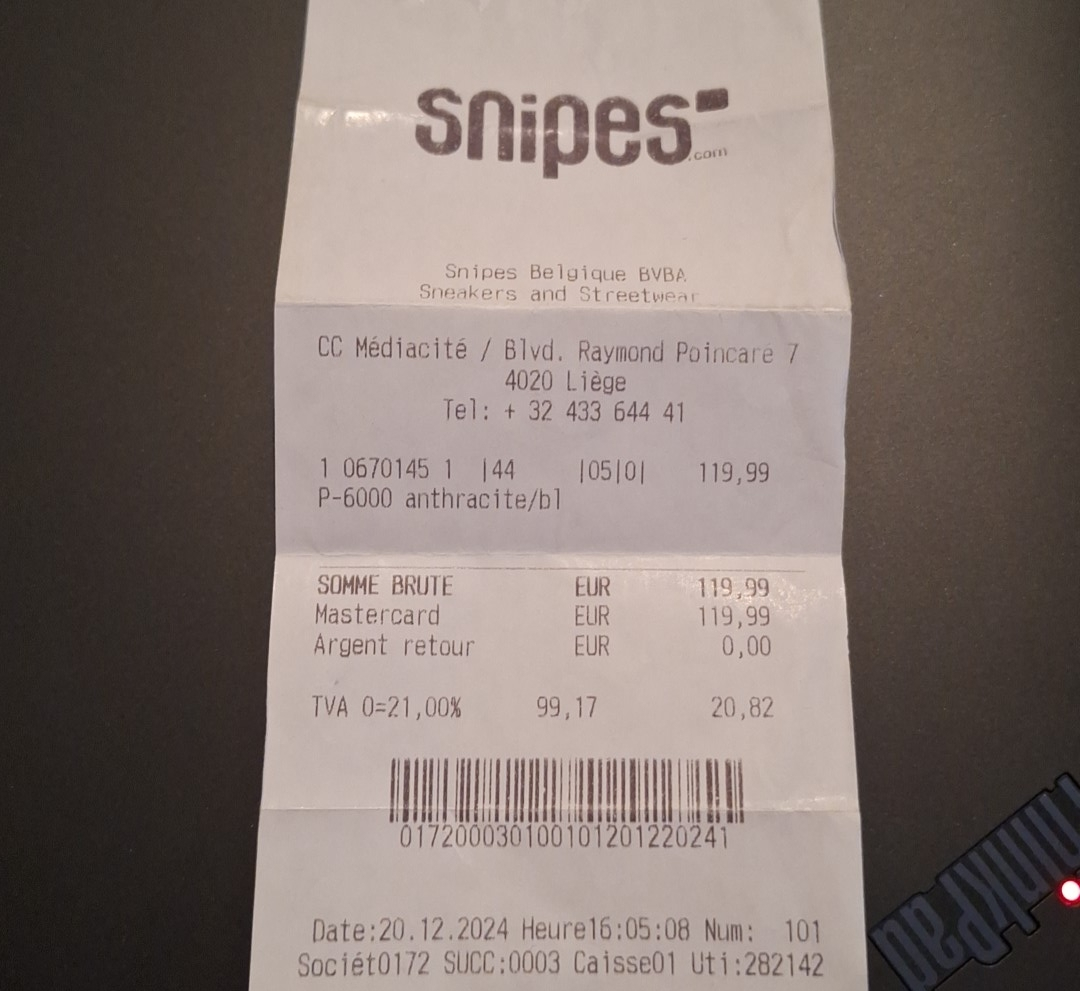 snipes
.com
Snipes Belgique BVBA
Sneakers and Streetwear
CC Médiacité / Blvd. Raymond Poincare 7
4020 Liège
Tel: + 32 433 644 41
1 0670145 1 |44 |05|0| 119,99
P-6000 anthracite/bl
SOMME BRUTE EUR 119,99
Mastercard EUR 119,99
Argent retour EUR 0,00
TVA 0=21,00% 99,17 20,82
0172000301001012012220241
Date:20.12.2024 Heure16:05:08 Num: 101
Sociét0172 SUCC:0003 Caisse01 Uti:282142
ThinkPad